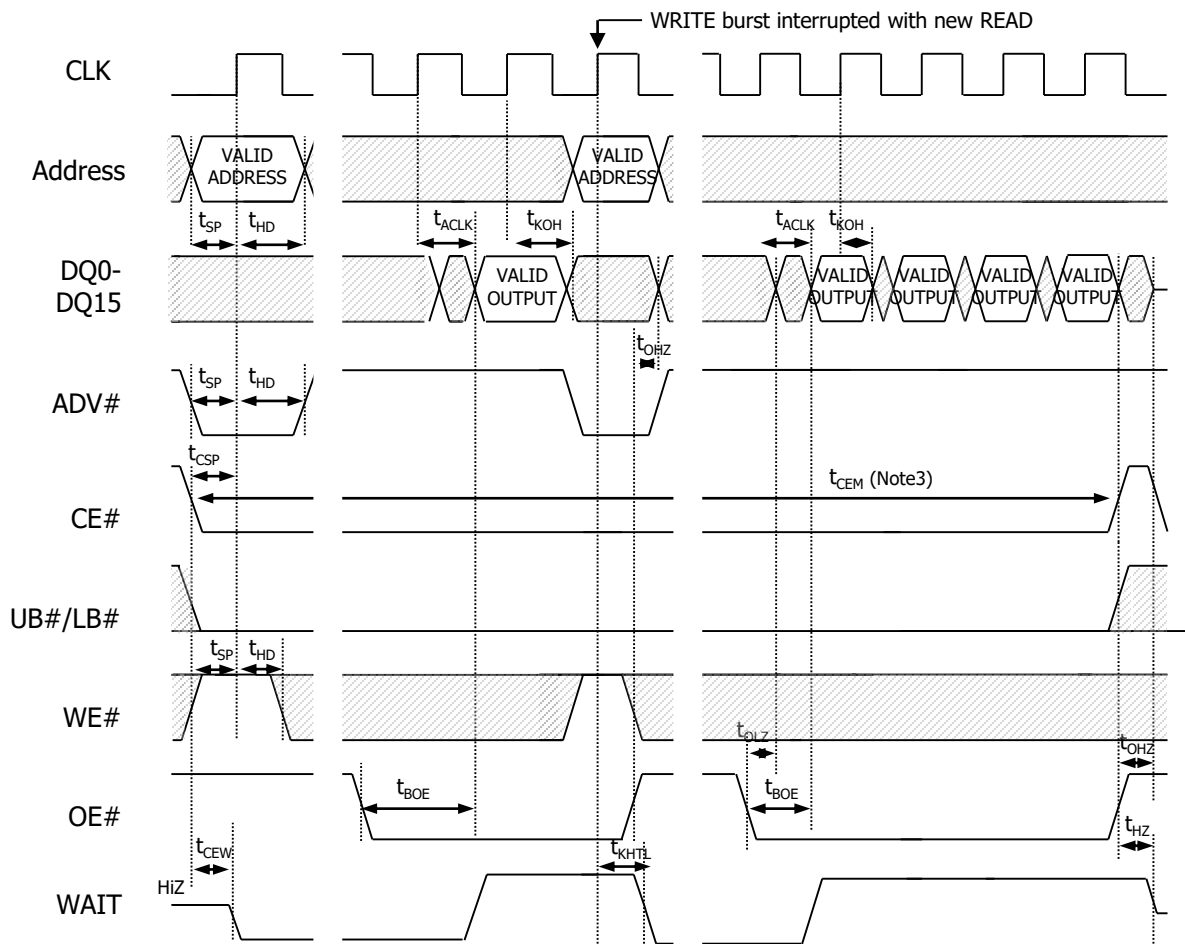 WRITE burst interrupted with new READ
CLK
Address
VALID
ADDRESS
VALID
ADDRESS
tSP
tHD
tACLK
tKOH
tACLK
tKOH
DQ0-
DQ15
VALID
OUTPUT
VALID
OUTPUT
VALID
OUTPUT
VALID
OUTPUT
VALID
OUTPUT
tOHZ
ADV#
tSP
tHD
tCSP
CE#
tCEM (Note3)
UB#/LB#
tSP
tHD
WE#
tOLZ
tOHZ
OE#
tBOE
tBOE
tHZ
tCEW
tKHTL
HiZ
WAIT